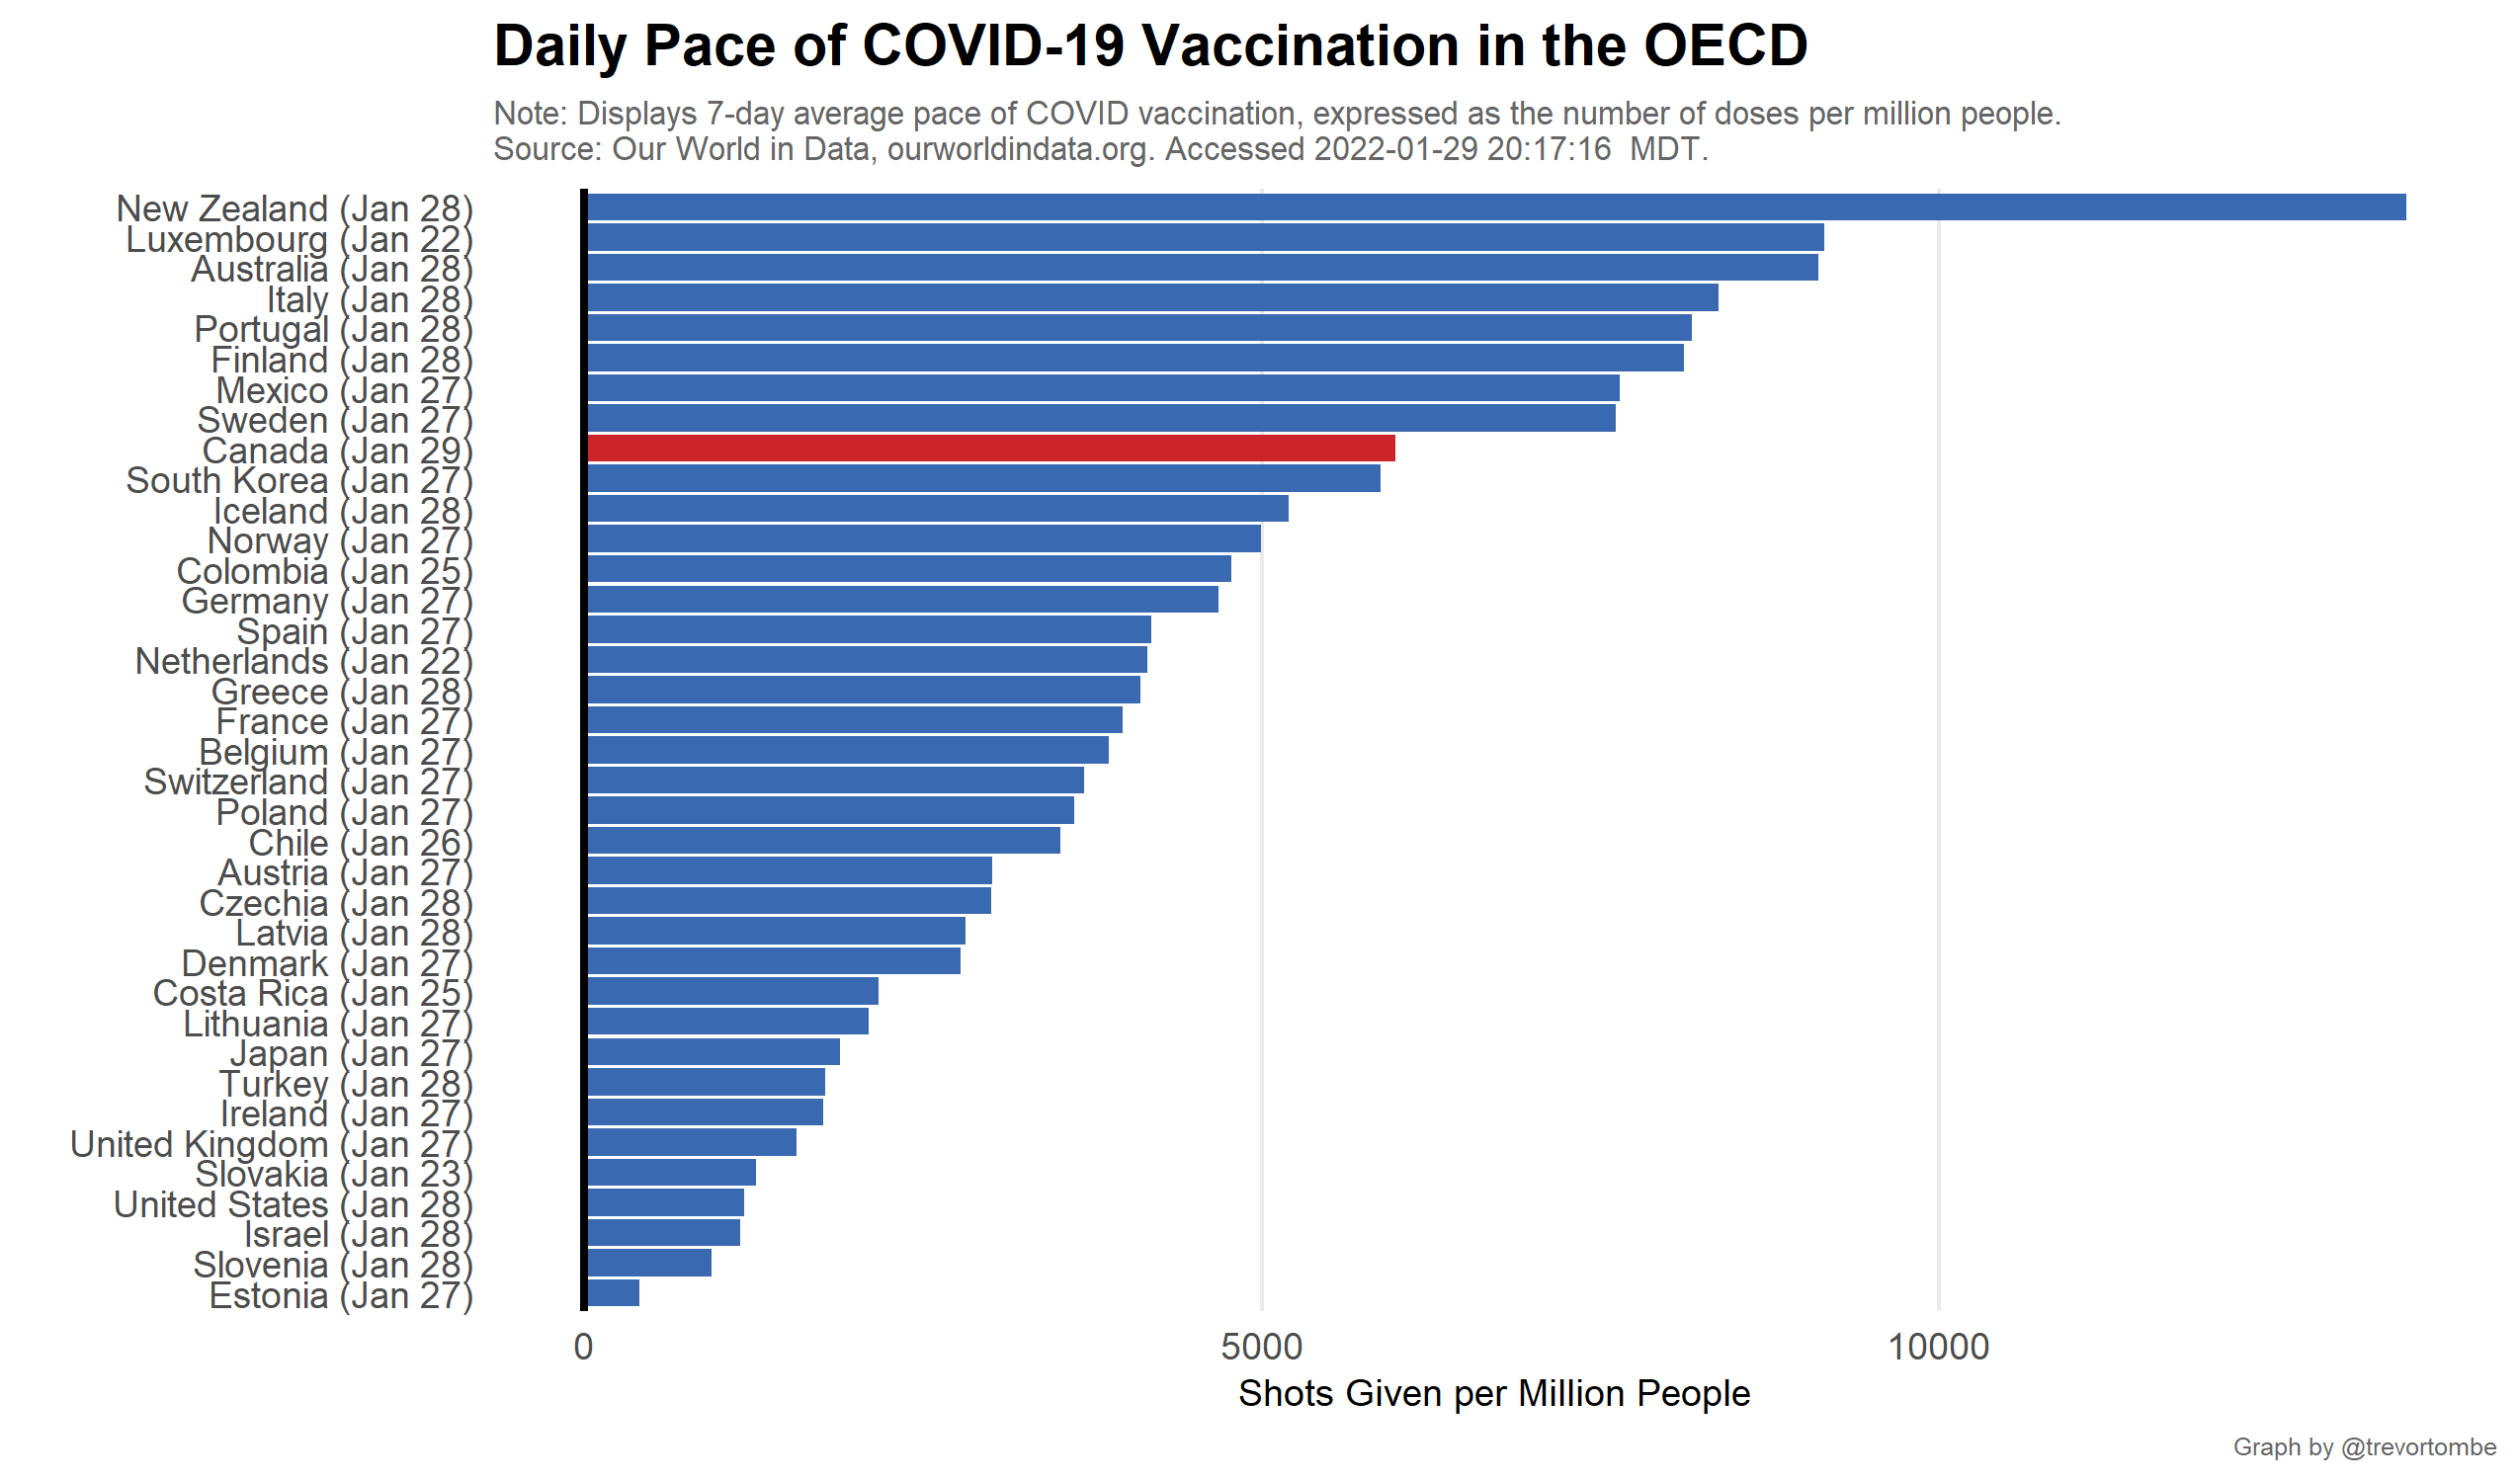 Daily Pace of COVID-19 Vaccination in the OECD
Note: Displays 7-day average pace of COVID vaccination, expressed as the number of doses per million people.
Source: Our World in Data, ourworldindata.org. Accessed 2022-01-29 20:17:16  MDT.
New Zealand (Jan 28)
Luxembourg (Jan 22)
Australia (Jan 28)
Italy (Jan 28)
Portugal (Jan 28)
Finland (Jan 28)
Mexico (Jan 27)
Sweden (Jan 27)
Canada (Jan 29)
South Korea (Jan 27)
Iceland (Jan 28)
Norway (Jan 27)
Colombia (Jan 25)
Germany (Jan 27)
Spain (Jan 27)
Netherlands (Jan 22)
Greece (Jan 28)
France (Jan 27)
Belgium (Jan 27)
Switzerland (Jan 27)
Poland (Jan 27)
Chile (Jan 26)
Austria (Jan 27)
Czechia (Jan 28)
Latvia (Jan 28)
Denmark (Jan 27)
Costa Rica (Jan 25)
Lithuania (Jan 27)
Japan (Jan 27)
Turkey (Jan 28)
Ireland (Jan 27)
United Kingdom (Jan 27)
Slovakia (Jan 23)
United States (Jan 28)
Israel (Jan 28)
Slovenia (Jan 28)
Estonia (Jan 27)
0 5000 10000
Shots Given per Million People
Graph by @trevortombe